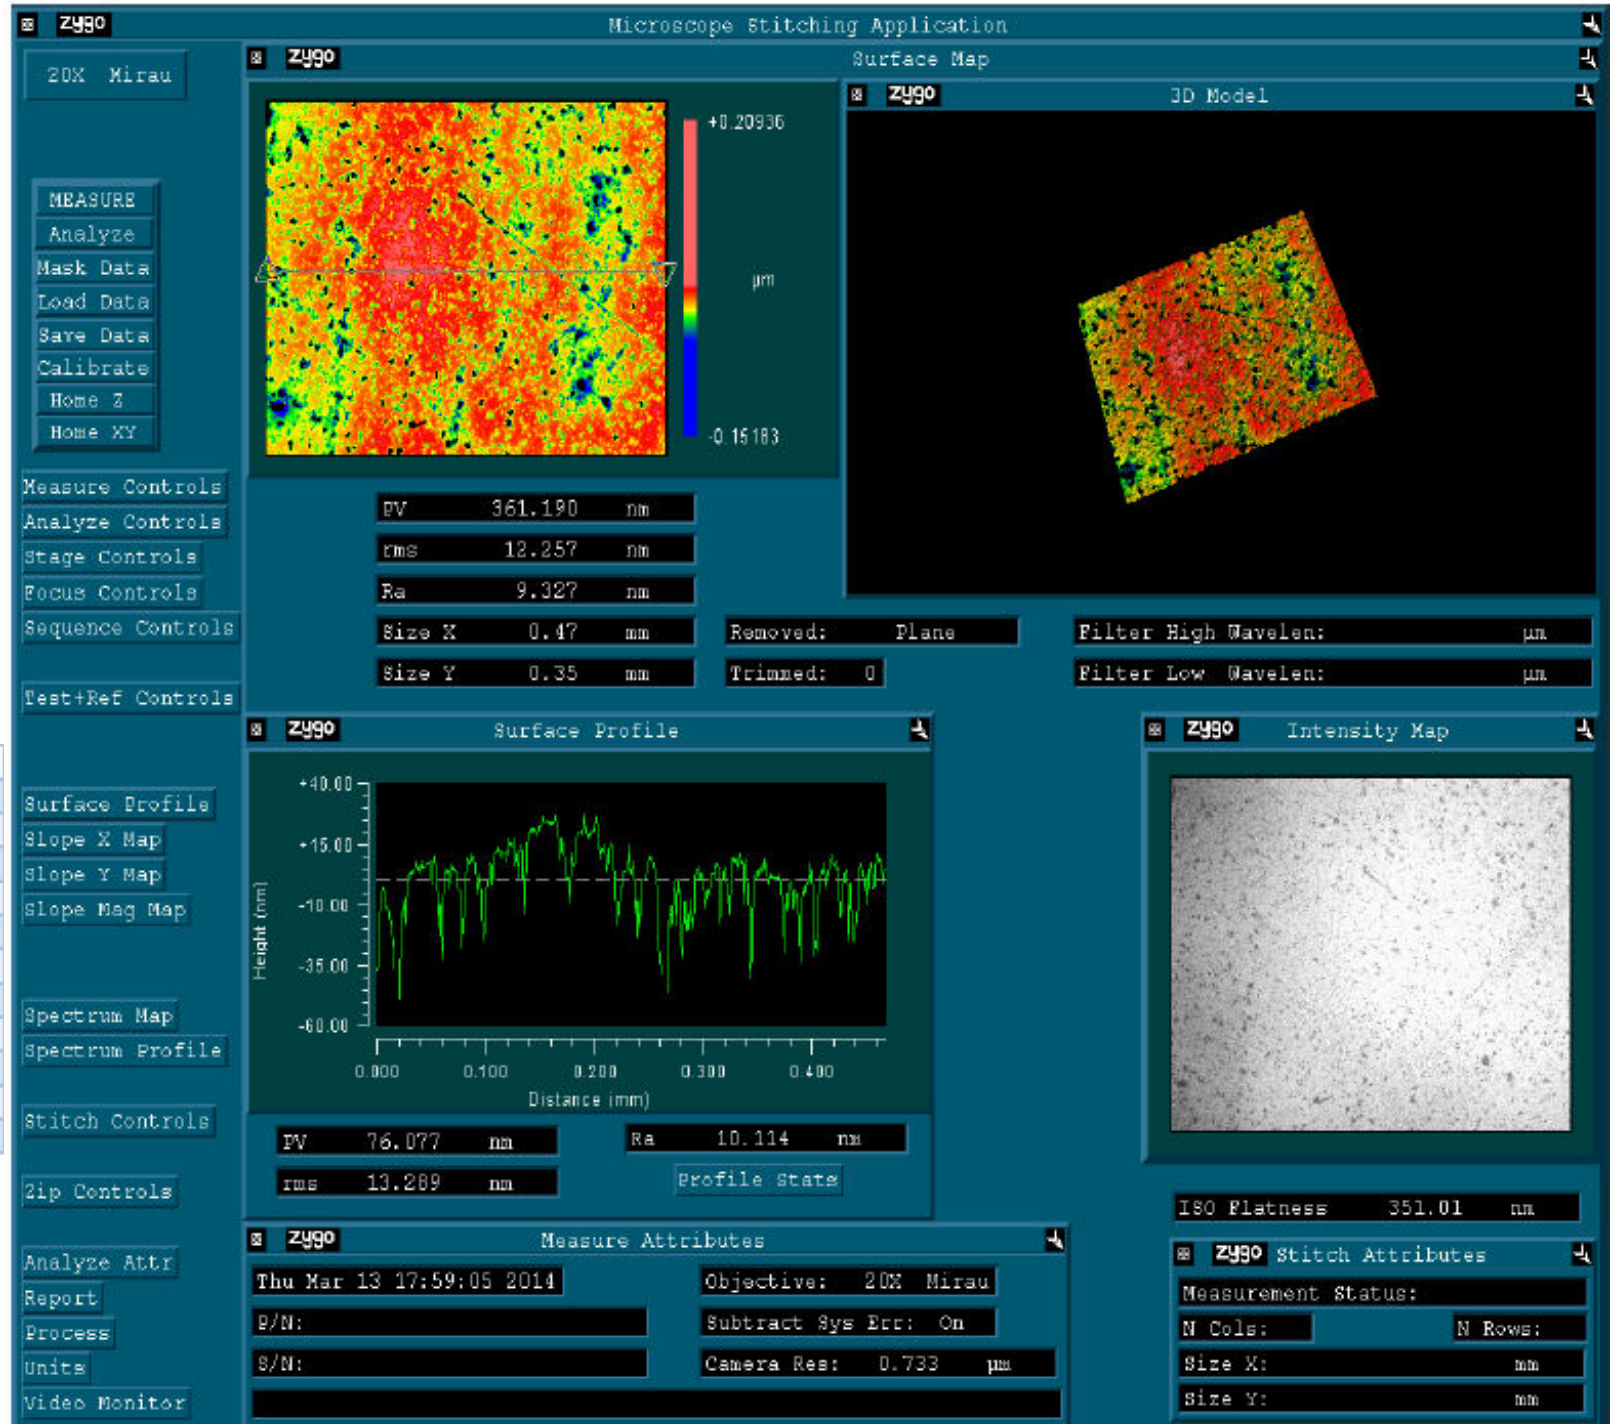 zygo Microscope Stitching Application
20X Mirau
zygo Surface Map
+0.20936
µm
-0.15183
zygo 3D Model
MEASURE
Analyze
Mask Data
Load Data
Save Data
Calibrate
Home Z
Home XY
Measure Controls
Analyze Controls
Stage Controls
Focus Controls
Sequence Controls
Test+Ref Controls
PV 361.190 nm
rms 12.257 nm
Ra 9.327 nm
Size X 0.47 mm
Size Y 0.35 mm
Removed: Plane
Trimmed: 0
Filter High Wavelen: µm
Filter Low Wavelen: µm
Surface Profile
Slope X Map
Slope Y Map
Slope Mag Map
Spectrum Map
Spectrum Profile
Stitch Controls
Zip Controls
Analyze Attr
Report
Process
Units
Video Monitor
zygo Surface Profile
+40.00
+15.00
-10.00
-35.00
-60.00
Height (nm)
0.000 0.100 0.200 0.300 0.400
Distance (mm)
PV 76.077 nm
rms 13.289 nm
Ra 10.114 nm
Profile Stats
zygo Intensity Map
ISO Flatness 351.01 nm
zygo Measure Attributes
Thu Mar 13 17:59:05 2014
P/N:
S/N:
Objective: 20X Mirau
Subtract Sys Err: On
Camera Res: 0.733 µm
zygo Stitch Attributes
Measurement Status:
N Cols: N Rows:
Size X: mm
Size Y: mm